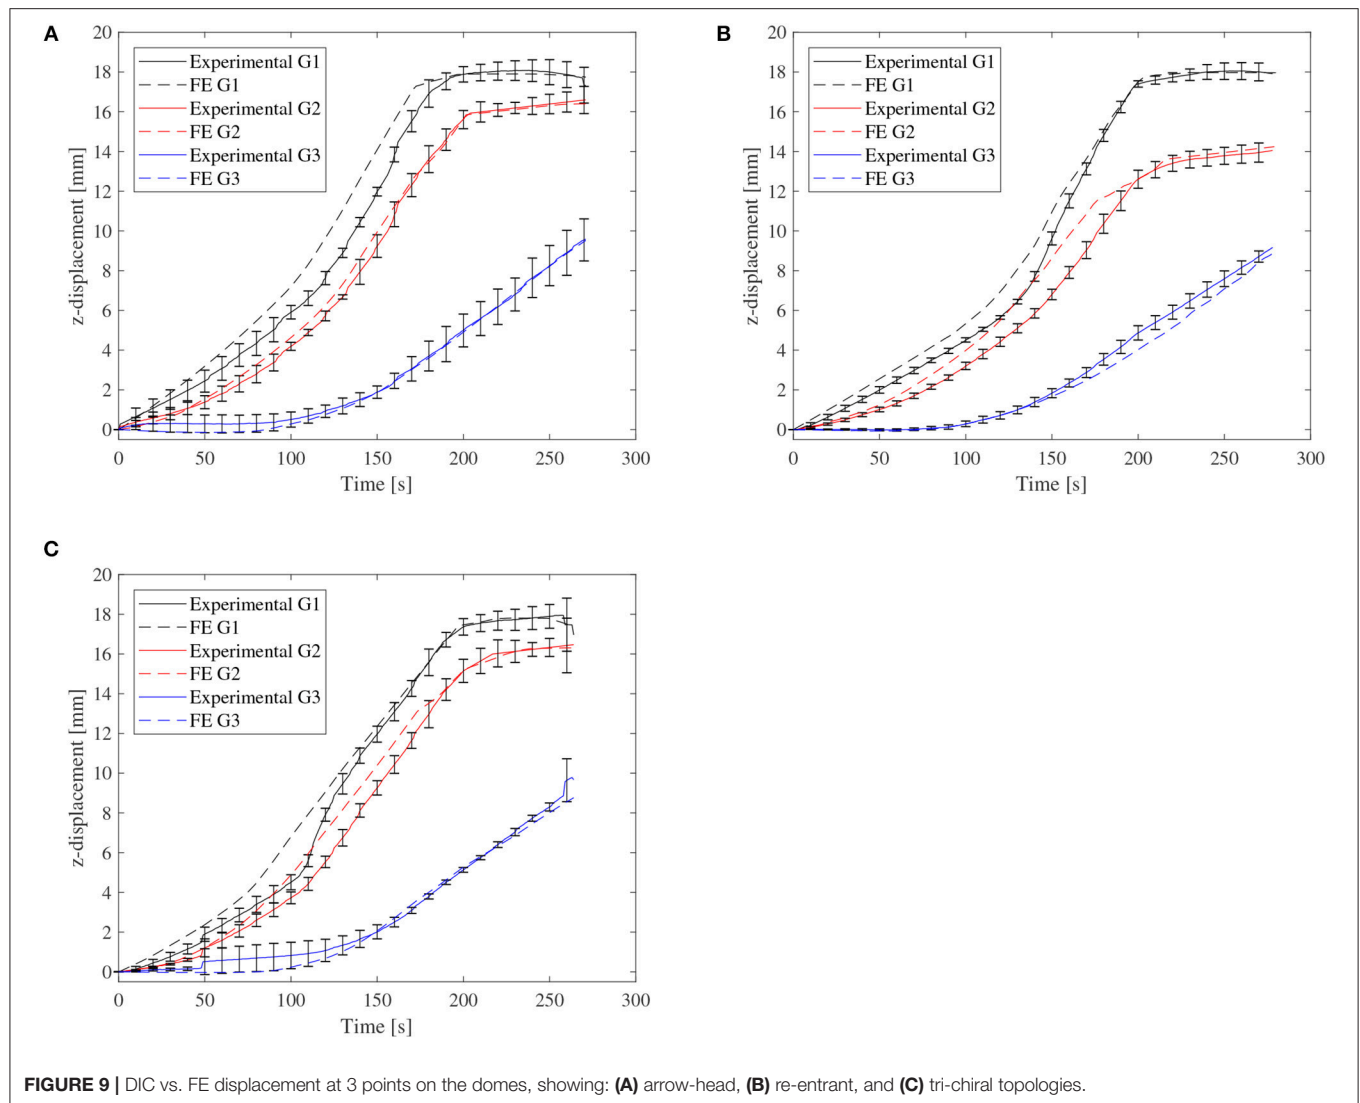 A
20
18
16
14
12
10
8
6
4
2
0
z-displacement [mm]
Experimental G1
FE G1
Experimental G2
FE G2
Experimental G3
FE G3
0 50 100 150 200 250 300
Time [s]
B
20
18
16
14
12
10
8
6
4
2
0
z-displacement [mm]
Experimental G1
FE G1
Experimental G2
FE G2
Experimental G3
FE G3
0 50 100 150 200 250 300
Time [s]
C
20
18
16
14
12
10
8
6
4
2
0
z-displacement [mm]
Experimental G1
FE G1
Experimental G2
FE G2
Experimental G3
FE G3
0 50 100 150 200 250 300
Time [s]
FIGURE 9 | DIC vs. FE displacement at 3 points on the domes, showing: (A) arrow-head, (B) re-entrant, and (C) tri-chiral topologies.